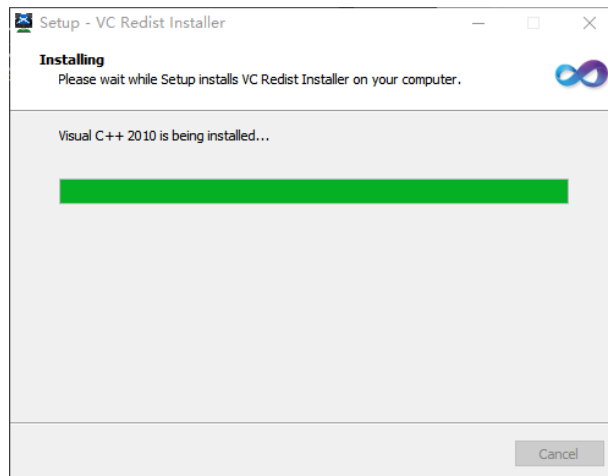 Setup - VC Redist Installer
Installing
Please wait while Setup installs VC Redist Installer on your computer.
Visual C++ 2010 is being installed...
Cancel